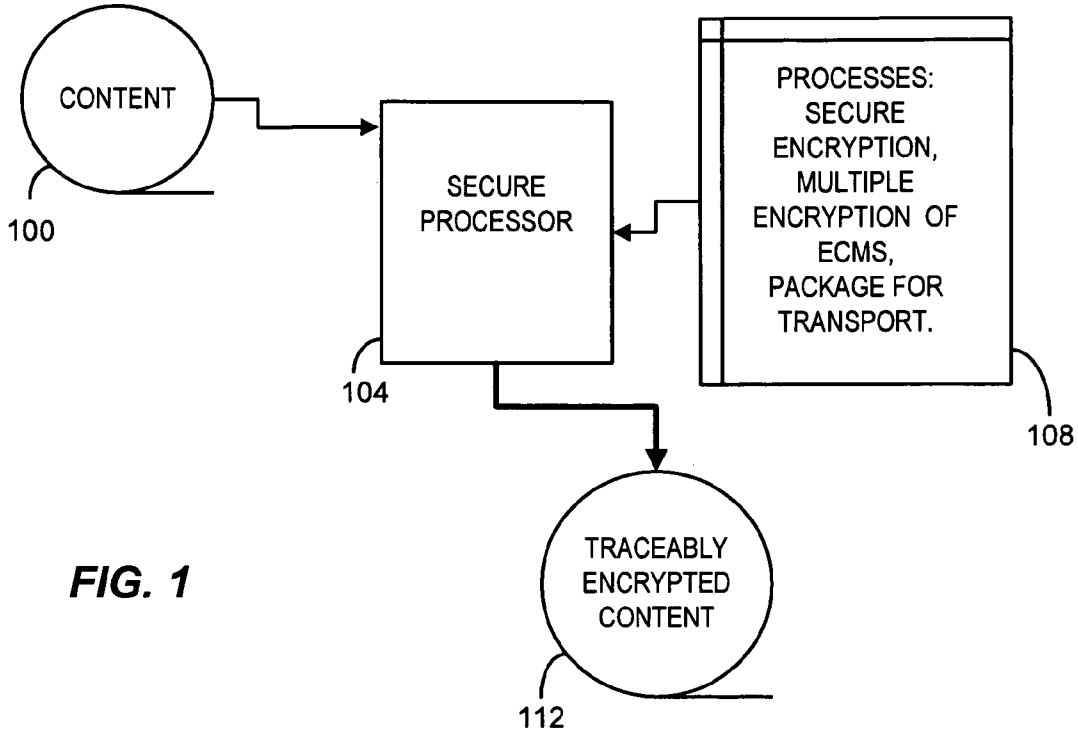 CONTENT
100
SECURE
PROCESSOR
104
PROCESSES:
SECURE
ENCRYPTION,
MULTIPLE
ENCRYPTION OF
ECMS,
PACKAGE FOR
TRANSPORT.
108
TRACEABLY
ENCRYPTED
CONTENT
112
FIG. 1